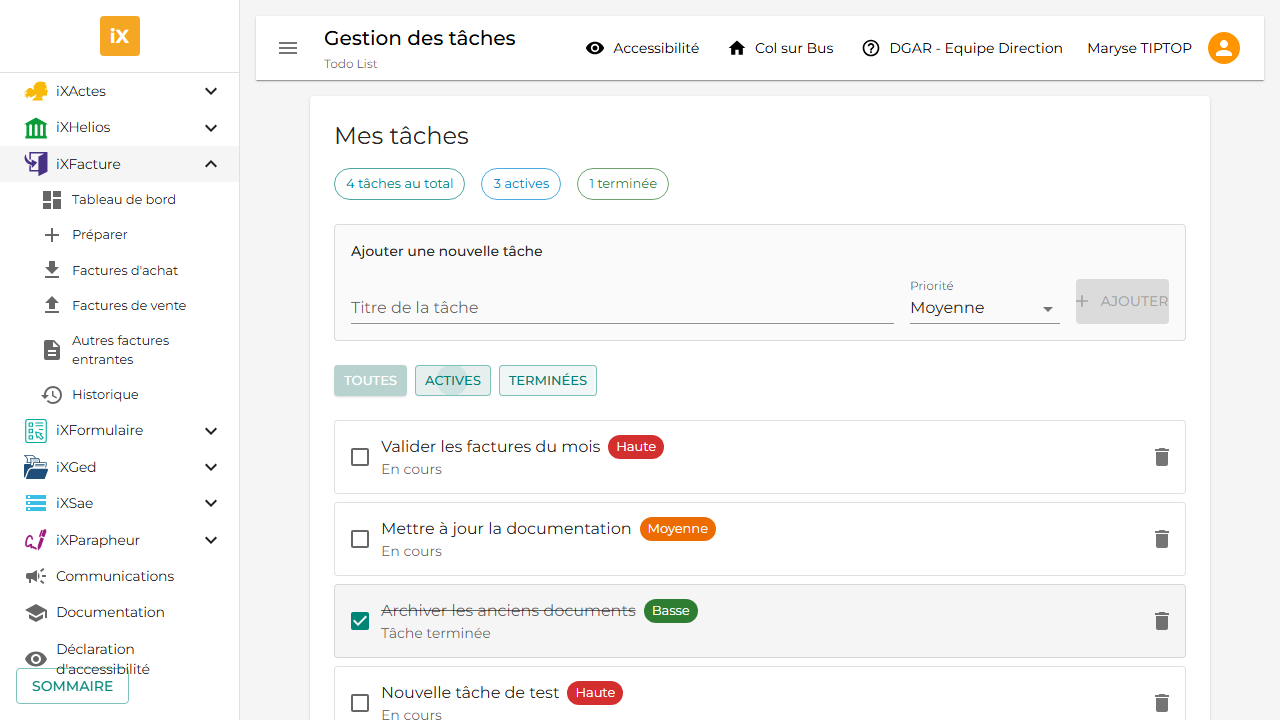 iX
iXActes
iXHelios
iXFacture
Tableau de bord
Préparer
Factures d'achat
Factures de vente
Autres factures
entrantes
Historique
iXFormulaire
iXGed
iXSae
iXParapheur
Communications
Documentation
Déclaration
d'accessibilité
SOMMAIRE
Gestion des tâches
Todo List
Accessibilité
Col sur Bus
DGAR - Equipe Direction
Maryse TIPTOP
Mes tâches
4 tâches au total
3 actives
1 terminée
Ajouter une nouvelle tâche
Titre de la tâche
Priorité
Moyenne
+ AJOUTER
TOUTES
ACTIVES
TERMINÉES
Valider les factures du mois
Haute
En cours
Mettre à jour la documentation
Moyenne
En cours
Archiver les anciens documents
Basse
Tâche terminée
Nouvelle tâche de test
Haute
En cours